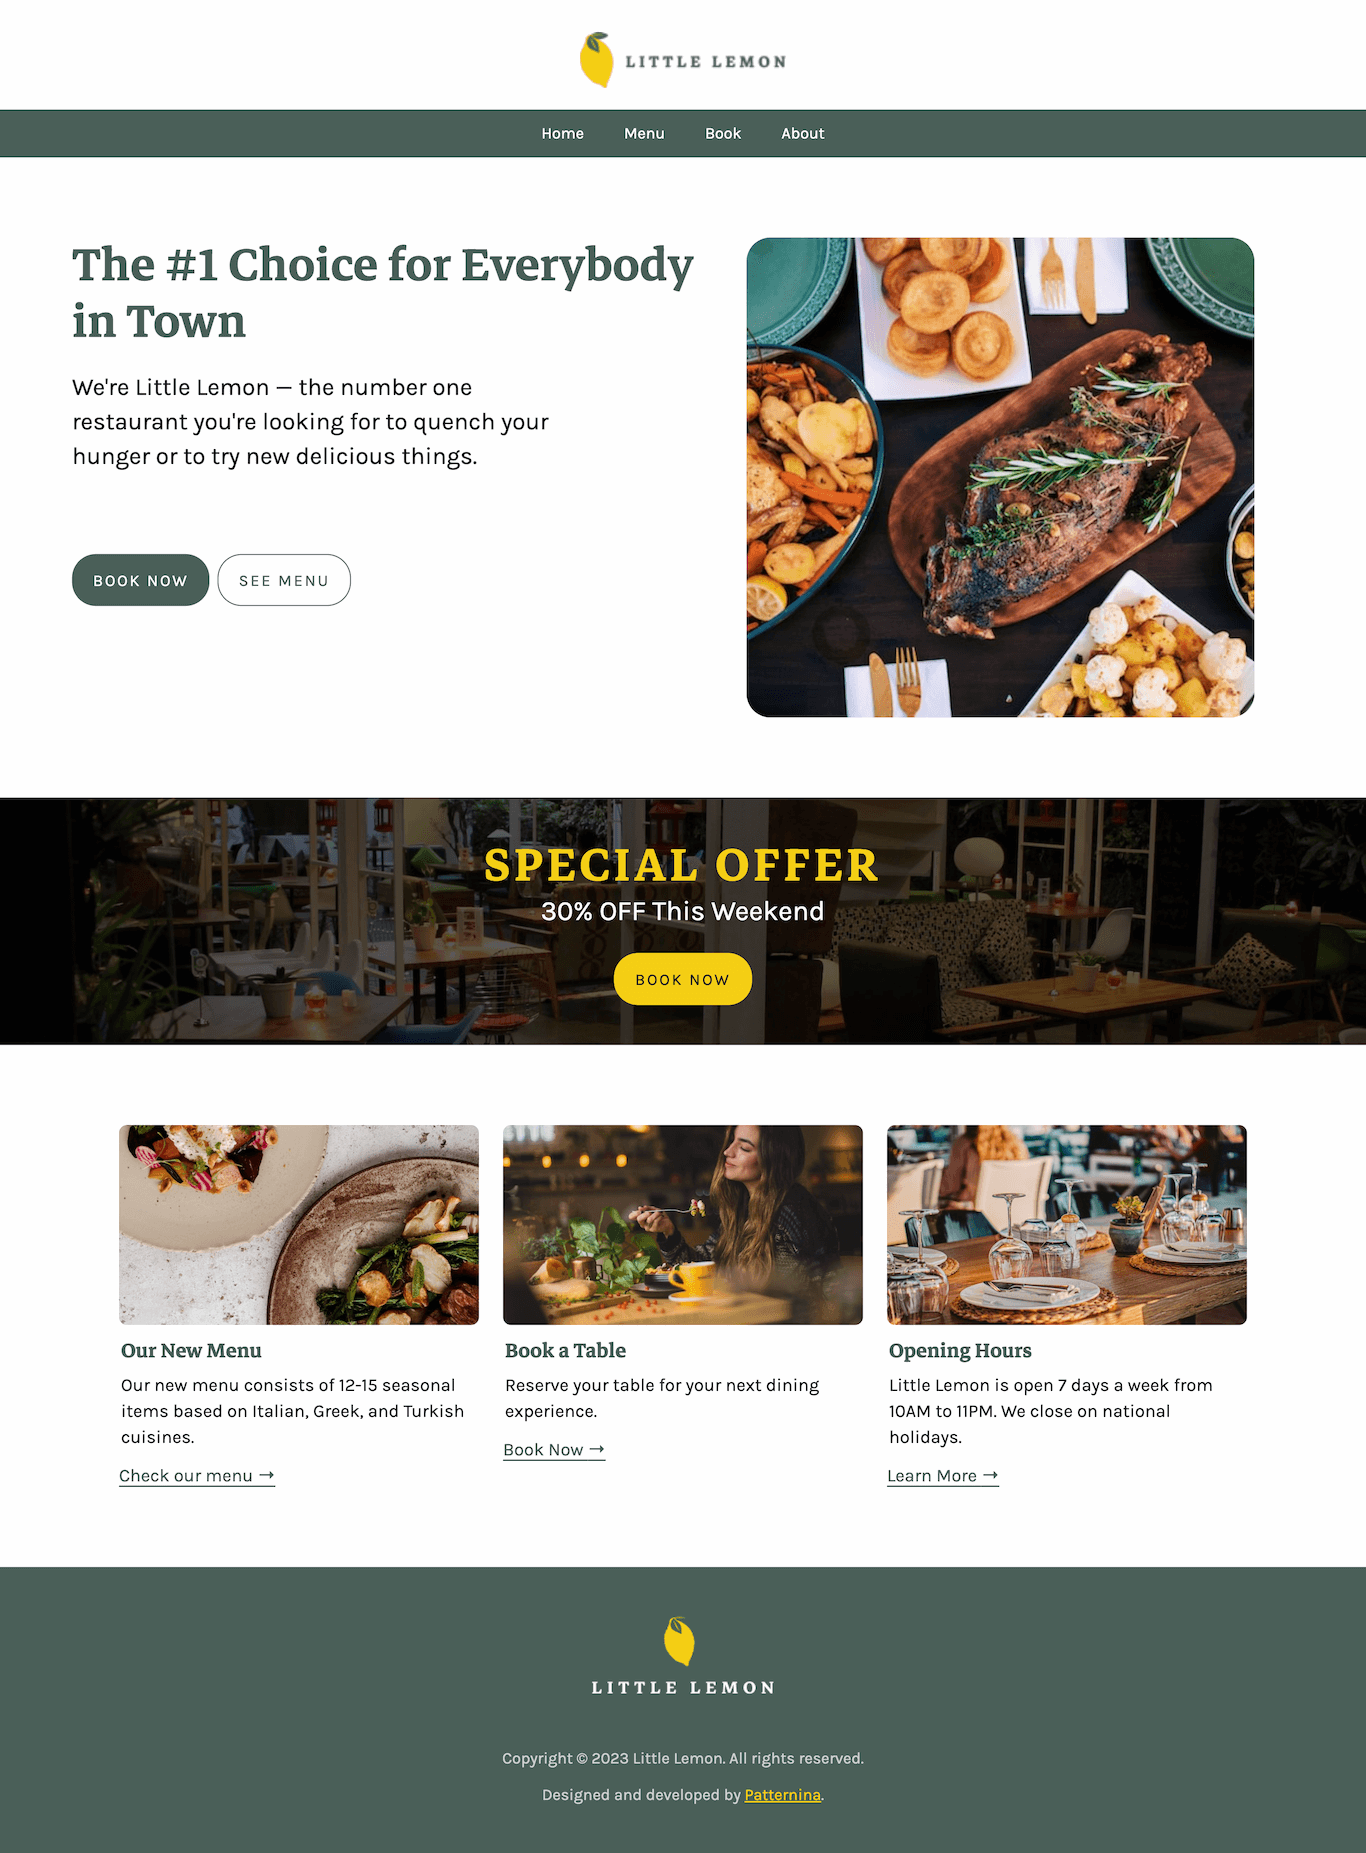 LITTLE LEMON
Home Menu Book About
The #1 Choice for Everybody
in Town
We're Little Lemon — the number one
restaurant you're looking for to quench your
hunger or to try new delicious things.
BOOK NOW SEE MENU
SPECIAL OFFER
30% OFF This Weekend
BOOK NOW
Our New Menu
Our new menu consists of 12-15 seasonal
items based on Italian, Greek, and Turkish
cuisines.
Check our menu →
Book a Table
Reserve your table for your next dining
experience.
Book Now →
Opening Hours
Little Lemon is open 7 days a week from
10AM to 11PM. We close on national
holidays.
Learn More →
LITTLE LEMON
Copyright © 2023 Little Lemon. All rights reserved.
Designed and developed by Patternina.